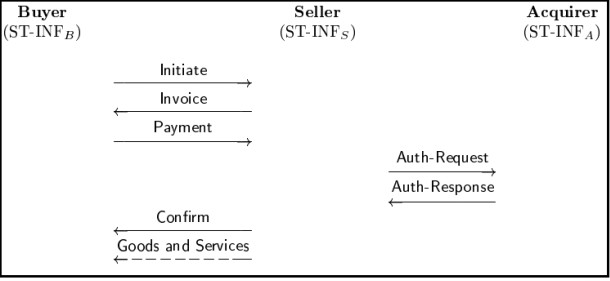 Buyer Seller Acquirer
(ST-INF_B) (ST-INF_S) (ST-INF_A)
Initiate
Invoice
Payment
Auth-Request
Auth-Response
Confirm
Goods and Services